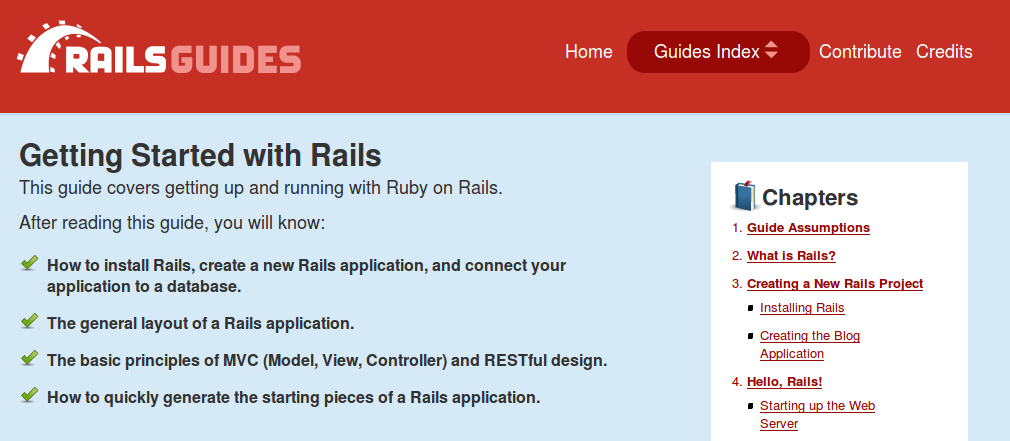 RAILS GUIDES
Home
Guides Index
Contribute
Credits
Getting Started with Rails
This guide covers getting up and running with Ruby on Rails.
After reading this guide, you will know:
How to install Rails, create a new Rails application, and connect your
application to a database.
The general layout of a Rails application.
The basic principles of MVC (Model, View, Controller) and RESTful design.
How to quickly generate the starting pieces of a Rails application.
Chapters
1. Guide Assumptions
2. What is Rails?
3. Creating a New Rails Project
Installing Rails
Creating the Blog
Application
4. Hello, Rails!
Starting up the Web
Server